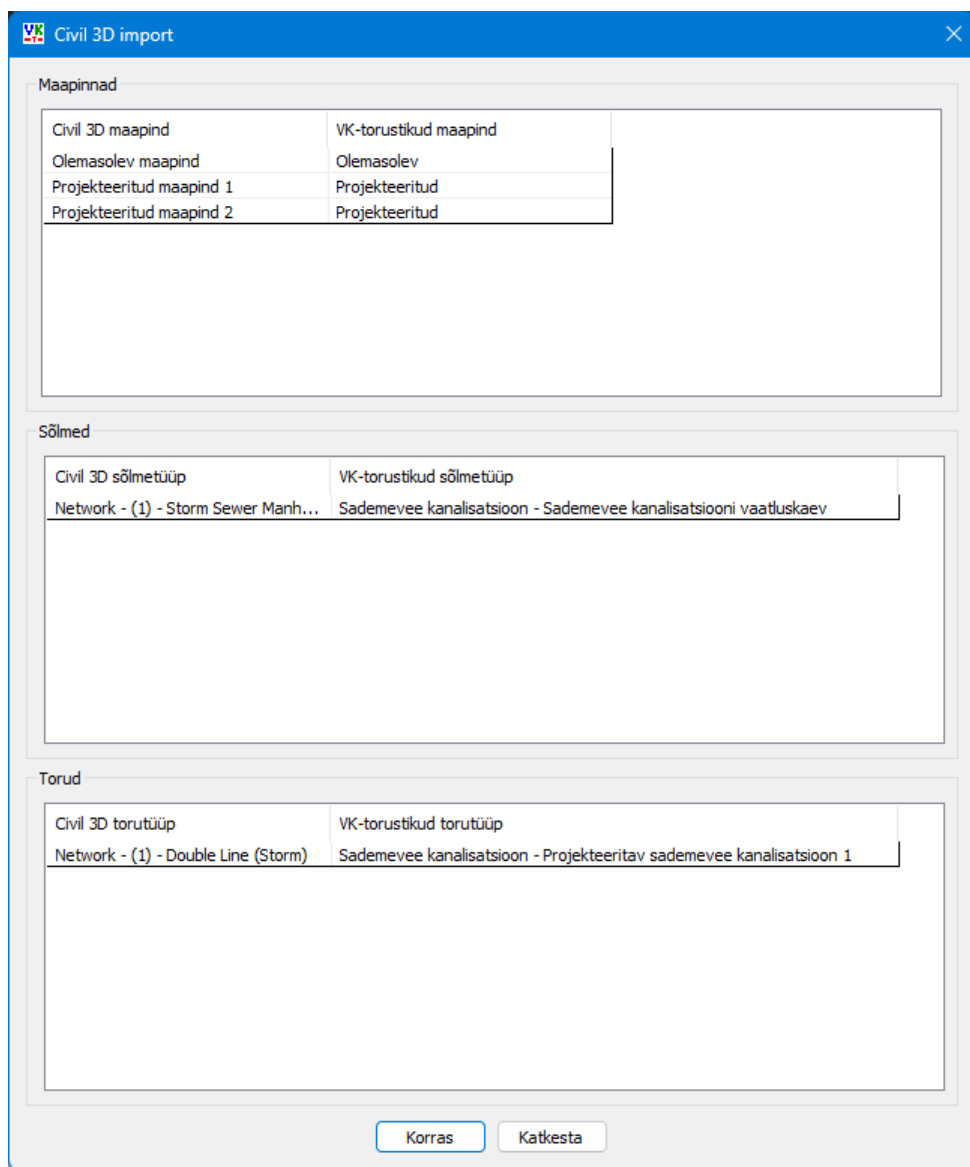 Civil 3D import
Maapinnad
Civil 3D maapind VK-torustikud maapind
Olemasolev maapind Olemasolev
Projekteeritud maapind 1 Projekteeritud
Projekteeritud maapind 2 Projekteeritud
Sõlmed
Civil 3D sõlmetüüp VK-torustikud sõlmetüüp
Network - (1) - Storm Sewer Manh... Sademevee kanalisatsioon - Sademevee kanalisatsiooni vaatluskaev
Torud
Civil 3D torutüüp VK-torustikud torutüüp
Network - (1) - Double Line (Storm) Sademevee kanalisatsioon - Projekteeritav sademevee kanalisatsioon 1
Korras Katkesta